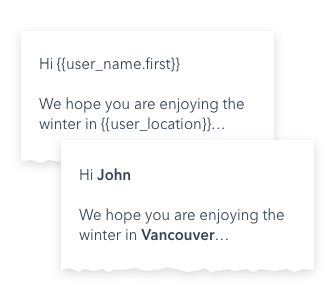 Hi {{user_name.first}}
We hope you are enjoying the
winter in {{user_location}}...
Hi John
We hope you are enjoying the
winter in Vancouver...